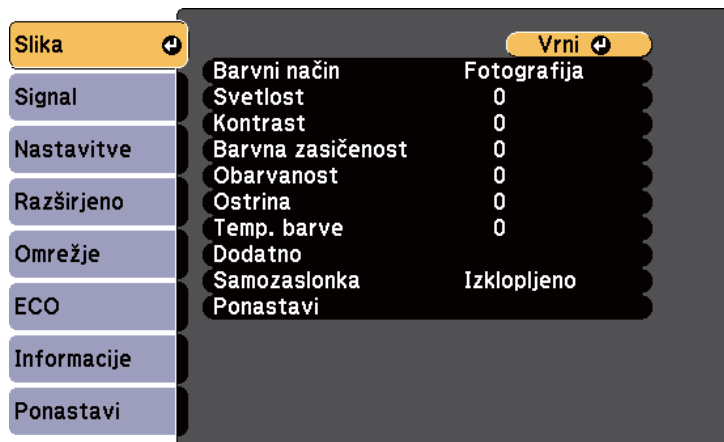 Slika
Signal
Nastavitve
Razširjeno
Omrežje
ECO
Informacije
Ponastavi
Vrni
Barvni način Fotografija
Svetlost 0
Kontrast 0
Barvna zasičenost 0
Obarvanost 0
Ostrina 0
Temp. barve 0
Dodatno
Samozaslonka Izklopljeno
Ponastavi